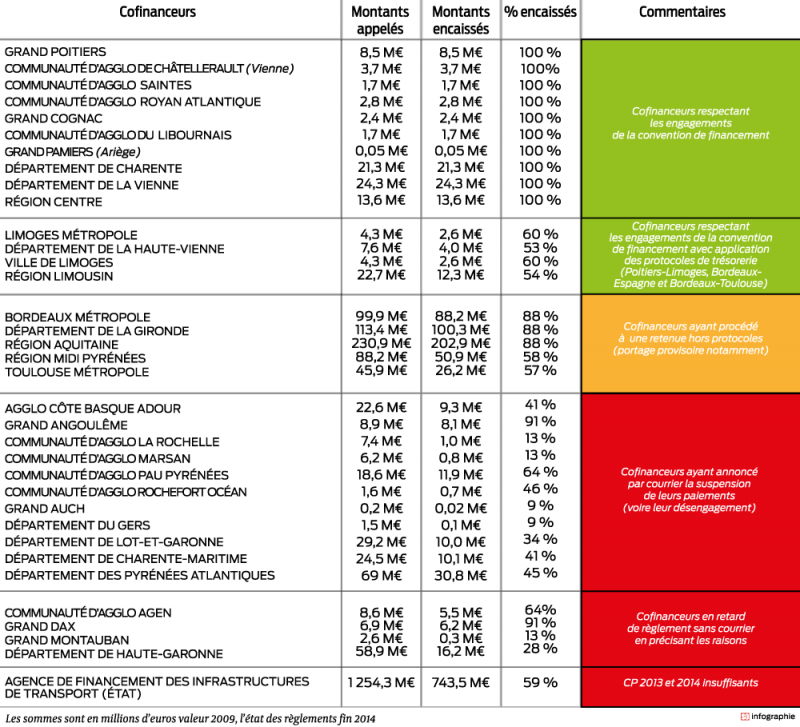 Cofinanceurs Montants appelés Montants encaissés % encaissés Commentaires
GRAND POITIERS 8,5 M€ 8,5 M€ 100 %
COMMUNAUTÉ D'AGGLO DE CHÂTELLERAULT (Vienne) 3,7 M€ 3,7 M€ 100%
COMMUNAUTÉ D'AGGLO SAINTES 1,7 M€ 1,7 M€ 100 %
COMMUNAUTÉ D'AGGLO ROYAN ATLANTIQUE 2,8 M€ 2,8 M€ 100 %
GRAND COGNAC 2,4 M€ 2,4 M€ 100 %
COMMUNAUTÉ D'AGGLO DU LIBOURNAIS 1,7 M€ 1,7 M€ 100 %
GRAND PAMIERS (Ariège) 0,05 M€ 0,05 M€ 100 %
DÉPARTEMENT DE CHARENTE 21,3 M€ 21,3 M€ 100 %
DÉPARTEMENT DE LA VIENNE 24,3 M€ 24,3 M€ 100 %
RÉGION CENTRE 13,6 M€ 13,6 M€ 100 %
Cofinanceurs respectant
les engagements
de la convention de financement
LIMOGES MÉTROPOLE 4,3 M€ 2,6 M€ 60 %
DÉPARTEMENT DE LA HAUTE-VIENNE 7,6 M€ 4,0 M€ 53 %
VILLE DE LIMOGES 4,3 M€ 2,6 M€ 60 %
RÉGION LIMOUSIN 22,7 M€ 12,3 M€ 54 %
Cofinanceurs respectant
les engagements de la convention
de financement avec application
des protocoles de trésorerie
(Poitiers-Limoges, Bordeaux-
Espagne et Bordeaux-Toulouse)
BORDEAUX MÉTROPOLE 99,9 M€ 88,2 M€ 88 %
DÉPARTEMENT DE LA GIRONDE 113,4 M€ 100,3 M€ 88 %
RÉGION AQUITAINE 230,9 M€ 202,9 M€ 88 %
RÉGION MIDI PYRÉNÉES 88,2 M€ 50,9 M€ 58 %
TOULOUSE MÉTROPOLE 45,9 M€ 26,2 M€ 57 %
Cofinanceurs ayant procédé
à une retenue hors protocoles
(portage provisoire notamment)
AGGLO CÔTE BASQUE ADOUR 22,6 M€ 9,3 M€ 41 %
GRAND ANGOULÊME 8,9 M€ 8,1 M€ 91 %
COMMUNAUTÉ D'AGGLO LA ROCHELLE 7,4 M€ 1,0 M€ 13 %
COMMUNAUTÉ D'AGGLO MARSAN 6,2 M€ 0,8 M€ 13 %
COMMUNAUTÉ D'AGGLO PAU PYRÉNÉES 18,6 M€ 11,9 M€ 64 %
COMMUNAUTÉ D'AGGLO ROCHEFORT OCÉAN 1,6 M€ 0,7 M€ 46 %
GRAND AUCH 0,2 M€ 0,02 M€ 9 %
DÉPARTEMENT DU GERS 1,5 M€ 0,1 M€ 9 %
DÉPARTEMENT DE LOT-ET-GARONNE 29,2 M€ 10,0 M€ 34 %
DÉPARTEMENT DE CHARENTE-MARITIME 24,5 M€ 10,1 M€ 41 %
DÉPARTEMENT DES PYRÉNÉES ATLANTIQUES 69 M€ 30,8 M€ 45 %
Cofinanceurs ayant annoncé
par courrier la suspension
de leurs paiements
(voire leur désengagement)
COMMUNAUTÉ D'AGGLO AGEN 8,6 M€ 5,5 M€ 64%
GRAND DAX 6,9 M€ 6,2 M€ 91 %
GRAND MONTAUBAN 2,6 M€ 0,3 M€ 13 %
DÉPARTEMENT DE HAUTE-GARONNE 58,9 M€ 16,2 M€ 28 %
Cofinanceurs en retard
de règlement sans courrier
en précisant les raisons
AGENCE DE FINANCEMENT DES INFRASTRUCTURES
DE TRANSPORT (ÉTAT) 1 254,3 M€ 743,5 M€ 59 % CP 2013 et 2014 insuffisants
Les sommes sont en millions d'euros valeur 2009, l'état des règlements fin 2014
infographie